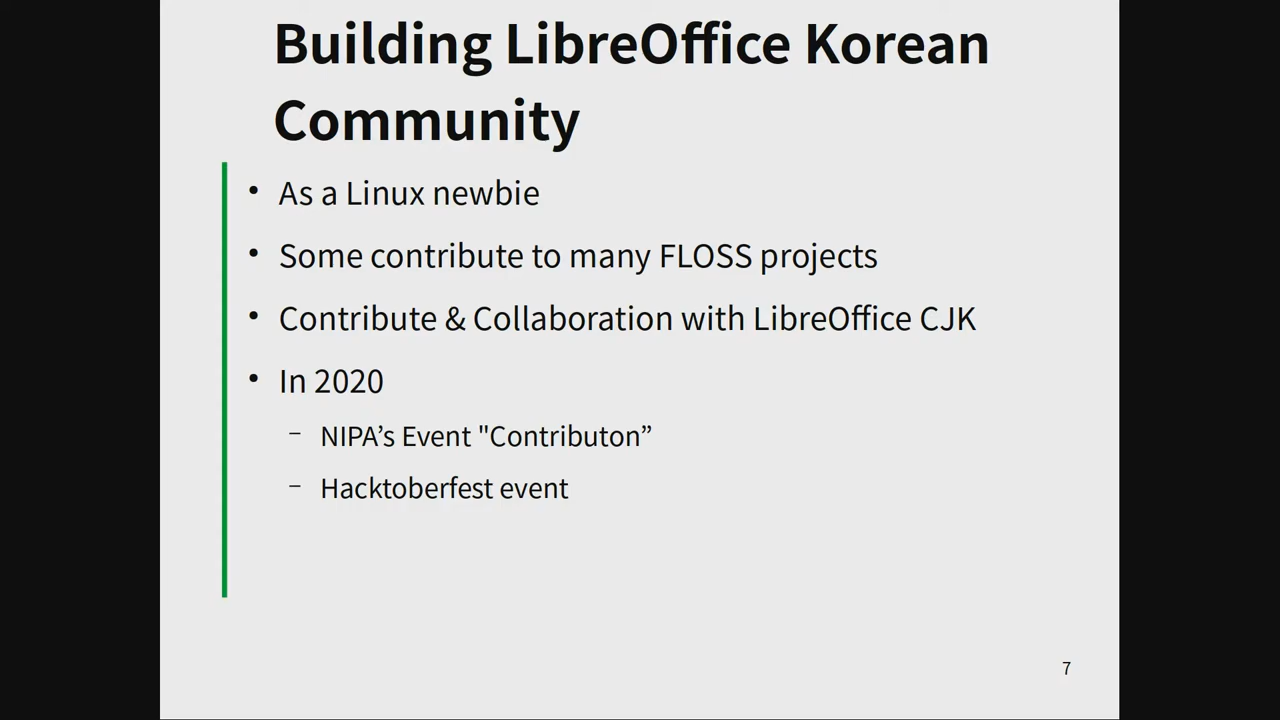 Building LibreOffice Korean
Community
• As a Linux newbie
• Some contribute to many FLOSS projects
• Contribute & Collaboration with LibreOffice CJK
• In 2020
– NIPA’s Event "Contributon”
– Hacktoberfest event
7